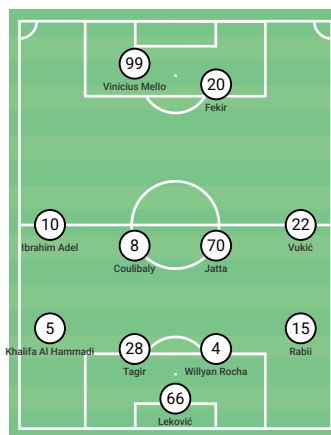 99
Vinicius Mello
20
Fekir
10
Ibrahim Adel
8
Coulibaly
70
Jatta
22
Vukić
5
Khalifa Al Hammadi
28
Tagir
4
Willyan Rocha
15
Rabii
66
Leković